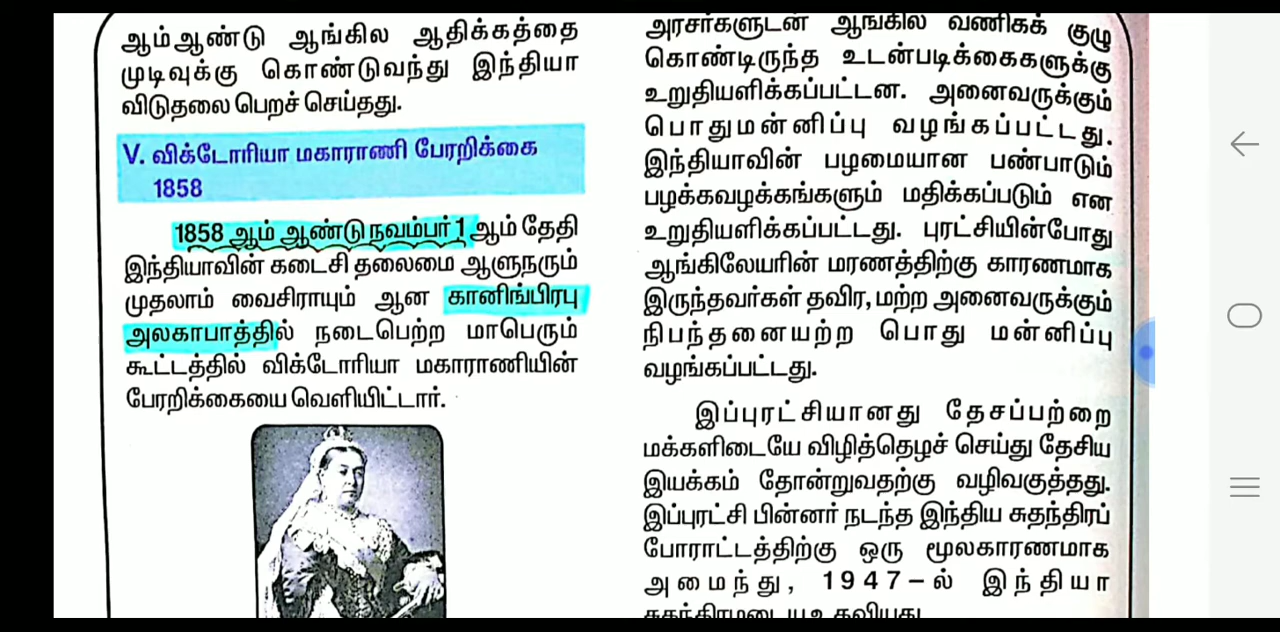 ஆம்ஆண்டு ஆங்கில ஆதிக்கத்தை
முடிவுக்கு கொண்டுவந்து இந்தியா
விடுதலை பெறச் செய்தது.
V. விக்டோரியா மகாராணி பேரறிக்கை
1858
1858 ஆம் ஆண்டு நவம்பர் 1 ஆம் தேதி
இந்தியாவின் கடைசி தலைமை ஆளுநரும்
முதலாம் வைசிராயும் ஆன கானிங்பிரபு
அலகாபாத்தில் நடைபெற்ற மாபெரும்
கூட்டத்தில் விக்டோரியா மகாராணியின்
பேரறிக்கையை வெளியிட்டார்.
அரசர்களுடன் ஆங்கில வணிகக் குழு
கொண்டிருந்த உடன்படிக்கைகளுக்கு
உறுதியளிக்கப்பட்டன. அனைவருக்கும்
பொதுமன்னிப்பு வழங்கப்பட்டது.
இந்தியாவின் பழமையான பண்பாடும்
பழக்கவழக்கங்களும் மதிக்கப்படும் என
உறுதியளிக்கப்பட்டது. புரட்சியின்போது
ஆங்கிலேயரின் மரணத்திற்கு காரணமாக
இருந்தவர்கள் தவிர, மற்ற அனைவருக்கும்
நிபந்தனையற்ற பொது மன்னிப்பு
வழங்கப்பட்டது.
இப்புரட்சியானது தேசப்பற்றை
மக்களிடையே விழித்தெழச் செய்து தேசிய
இயக்கம் தோன்றுவதற்கு வழிவகுத்தது.
இப்புரட்சி பின்னர் நடந்த இந்திய சுதந்திரப்
போராட்டத்திற்கு ஒரு மூலகாரணமாக
அமைந்து, 1947-ல் இந்தியா